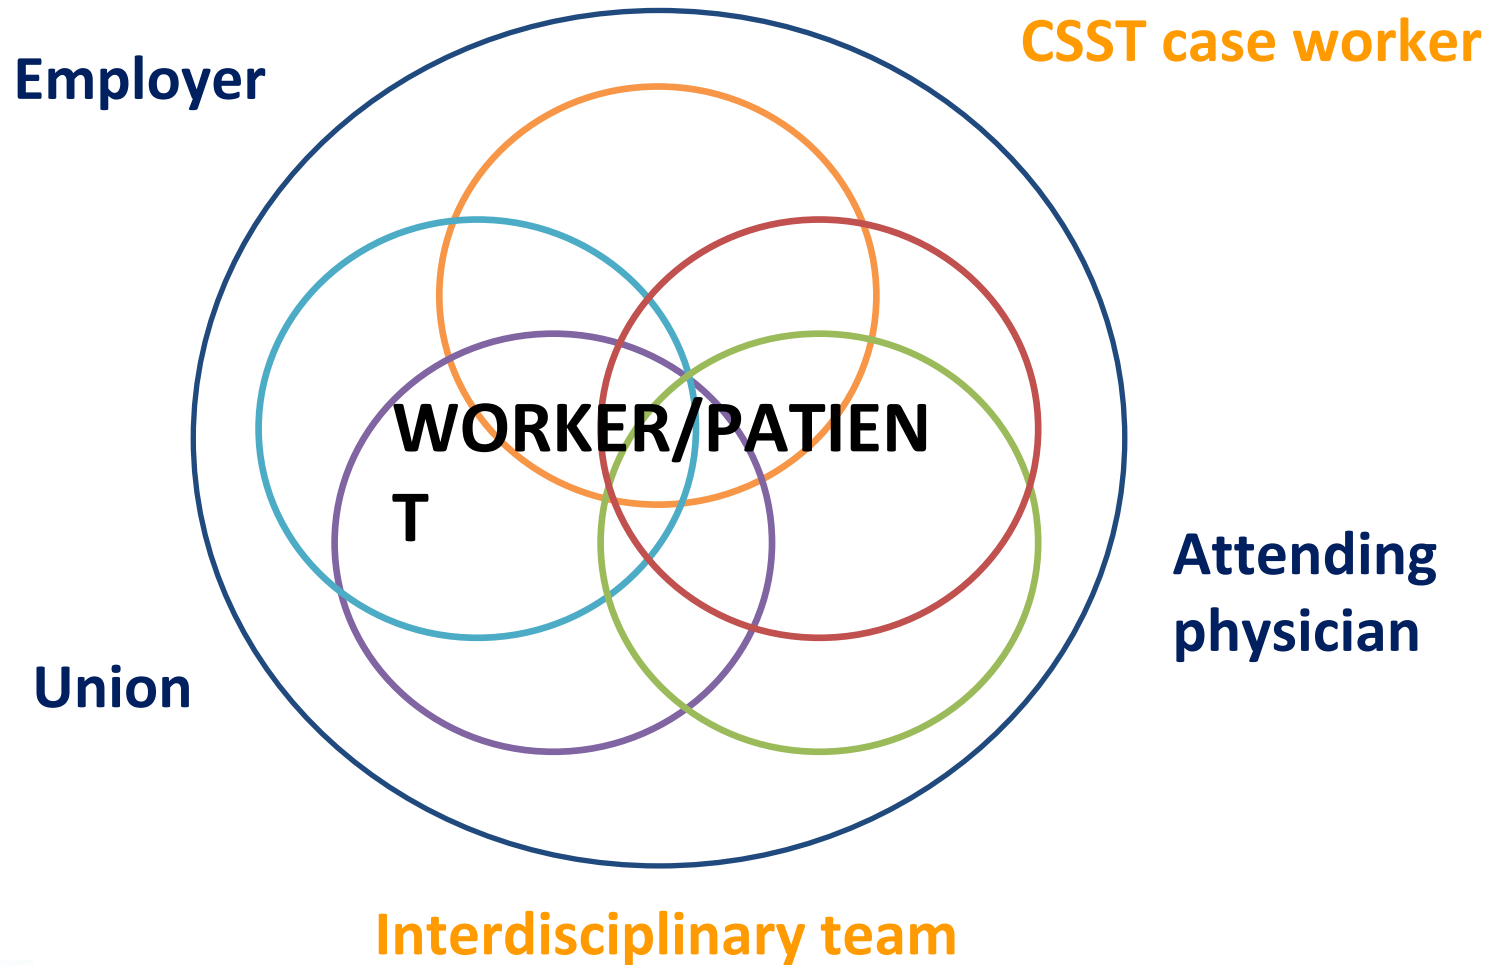 CSST case worker
Employer
WORKER/PATIEN
T
Attending
physician
Union
Interdisciplinary team